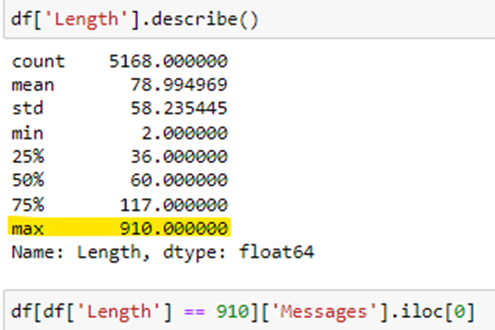 df['Length'].describe()
count 5168.000000
mean 78.994969
std 58.235445
min 2.000000
25% 36.000000
50% 60.000000
75% 117.000000
max 910.000000
Name: Length, dtype: float64
df[df['Length'] == 910]['Messages'].iloc[0]